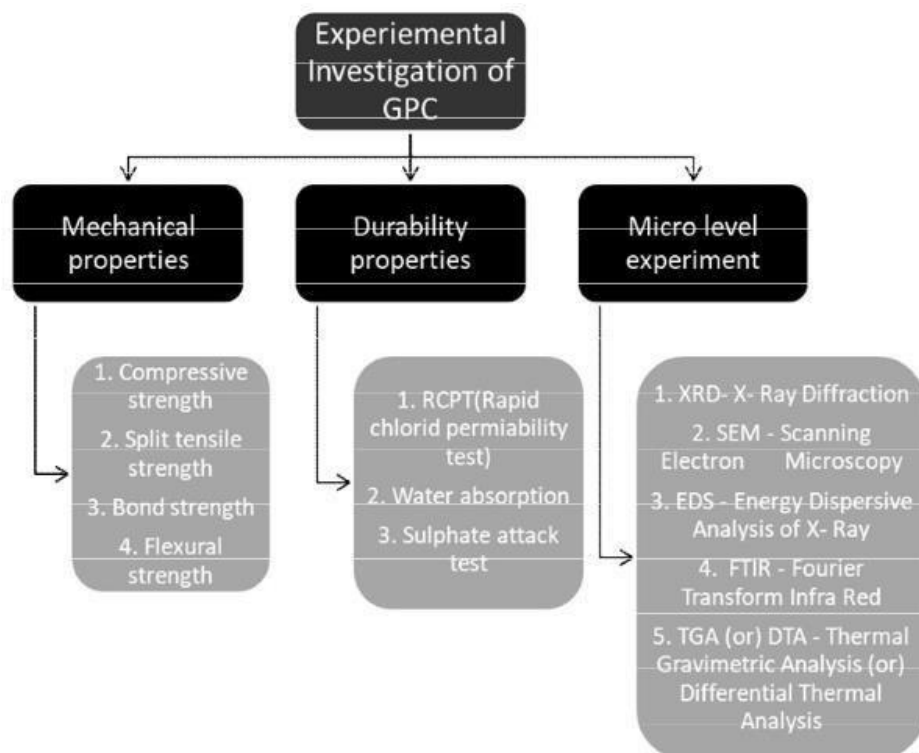 Experiemental
Investigation of
GPC
Mechanical
properties
Durability
properties
Micro level
experiment
1. Compressive
strength
2. Split tensile
strength
3. Bond strength
4. Flexural
strength
1. RCPT(Rapid
chlorid permiability
test)
2. Water absorption
3. Sulphate attack
test
1. XRD- X- Ray Diffraction
2. SEM - Scanning
Electron Microscopy
3. EDS - Energy Dispersive
Analysis of X- Ray
4. FTIR - Fourier
Transform Infra Red
5. TGA (or) DTA - Thermal
Gravimetric Analysis (or)
Differential Thermal
Analysis